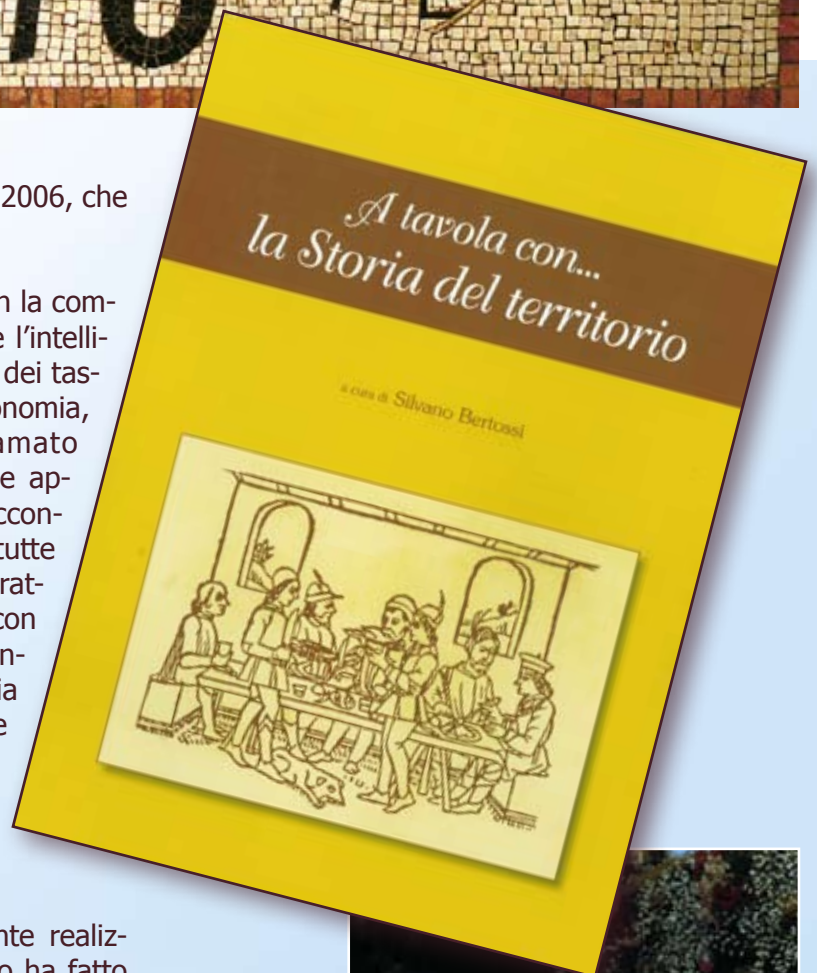 2006, che
n la com-
e l'intelli-
dei tas-
onomia,
amato
e ap-
ccon-
tutte
rat-
con
n-
ia
e
nte realiz-
o ha fatto
A tavola con...
la Storia del territorio
a cura di Silvano Bertossi